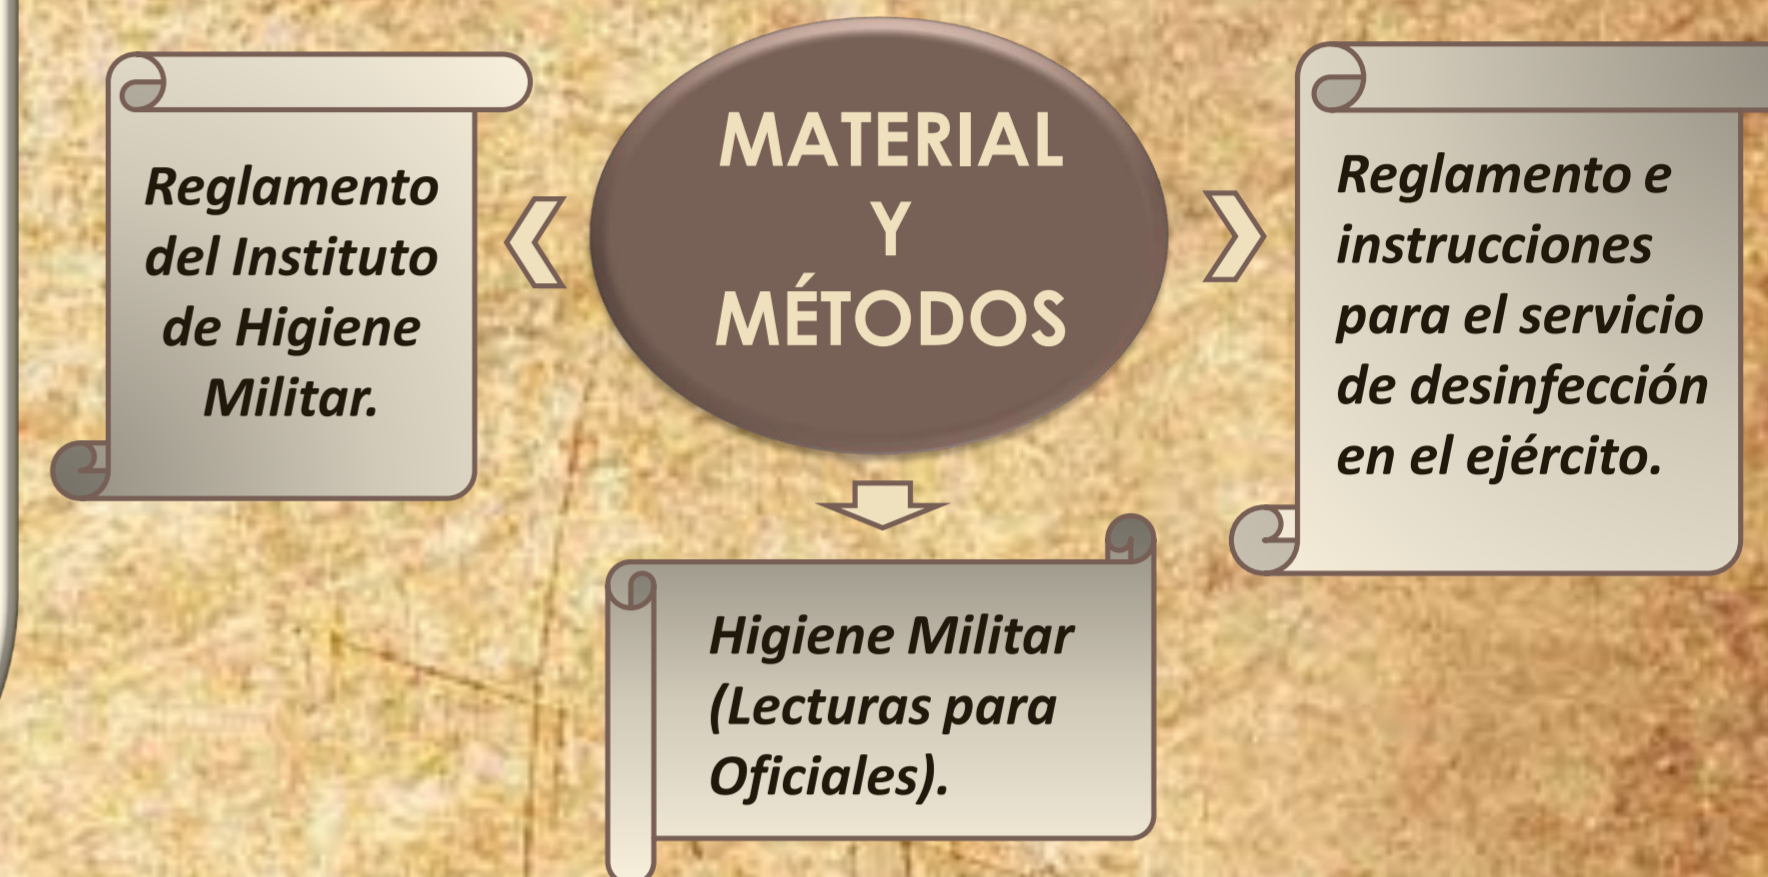 MATERIAL
Y
MÉTODOS
Reglamento
del Instituto
de Higiene
Militar.
Reglamento e
instrucciones
para el servicio
de desinfección
en el ejército.
Higiene Militar
(Lecturas para
Oficiales).